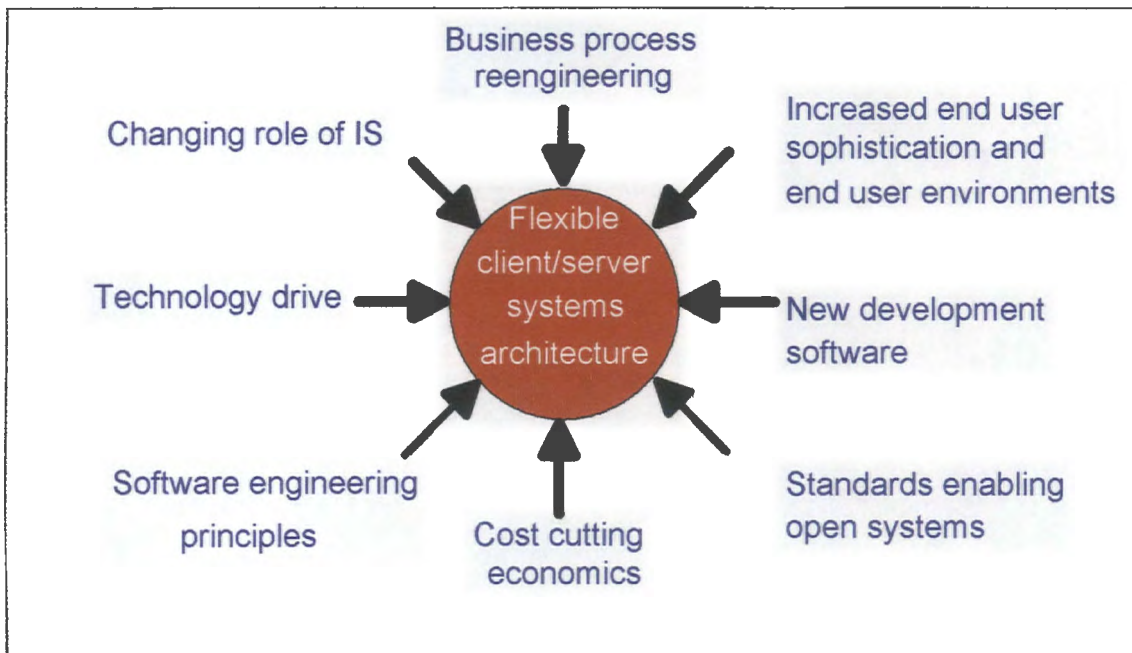 Business process
reengineering
Changing role of IS
Increased end user
sophistication and
end user environments
Flexible
client/server
systems
architecture
Technology drive
New development
software
Software engineering
principles
Cost cutting
economics
Standards enabling
open systems